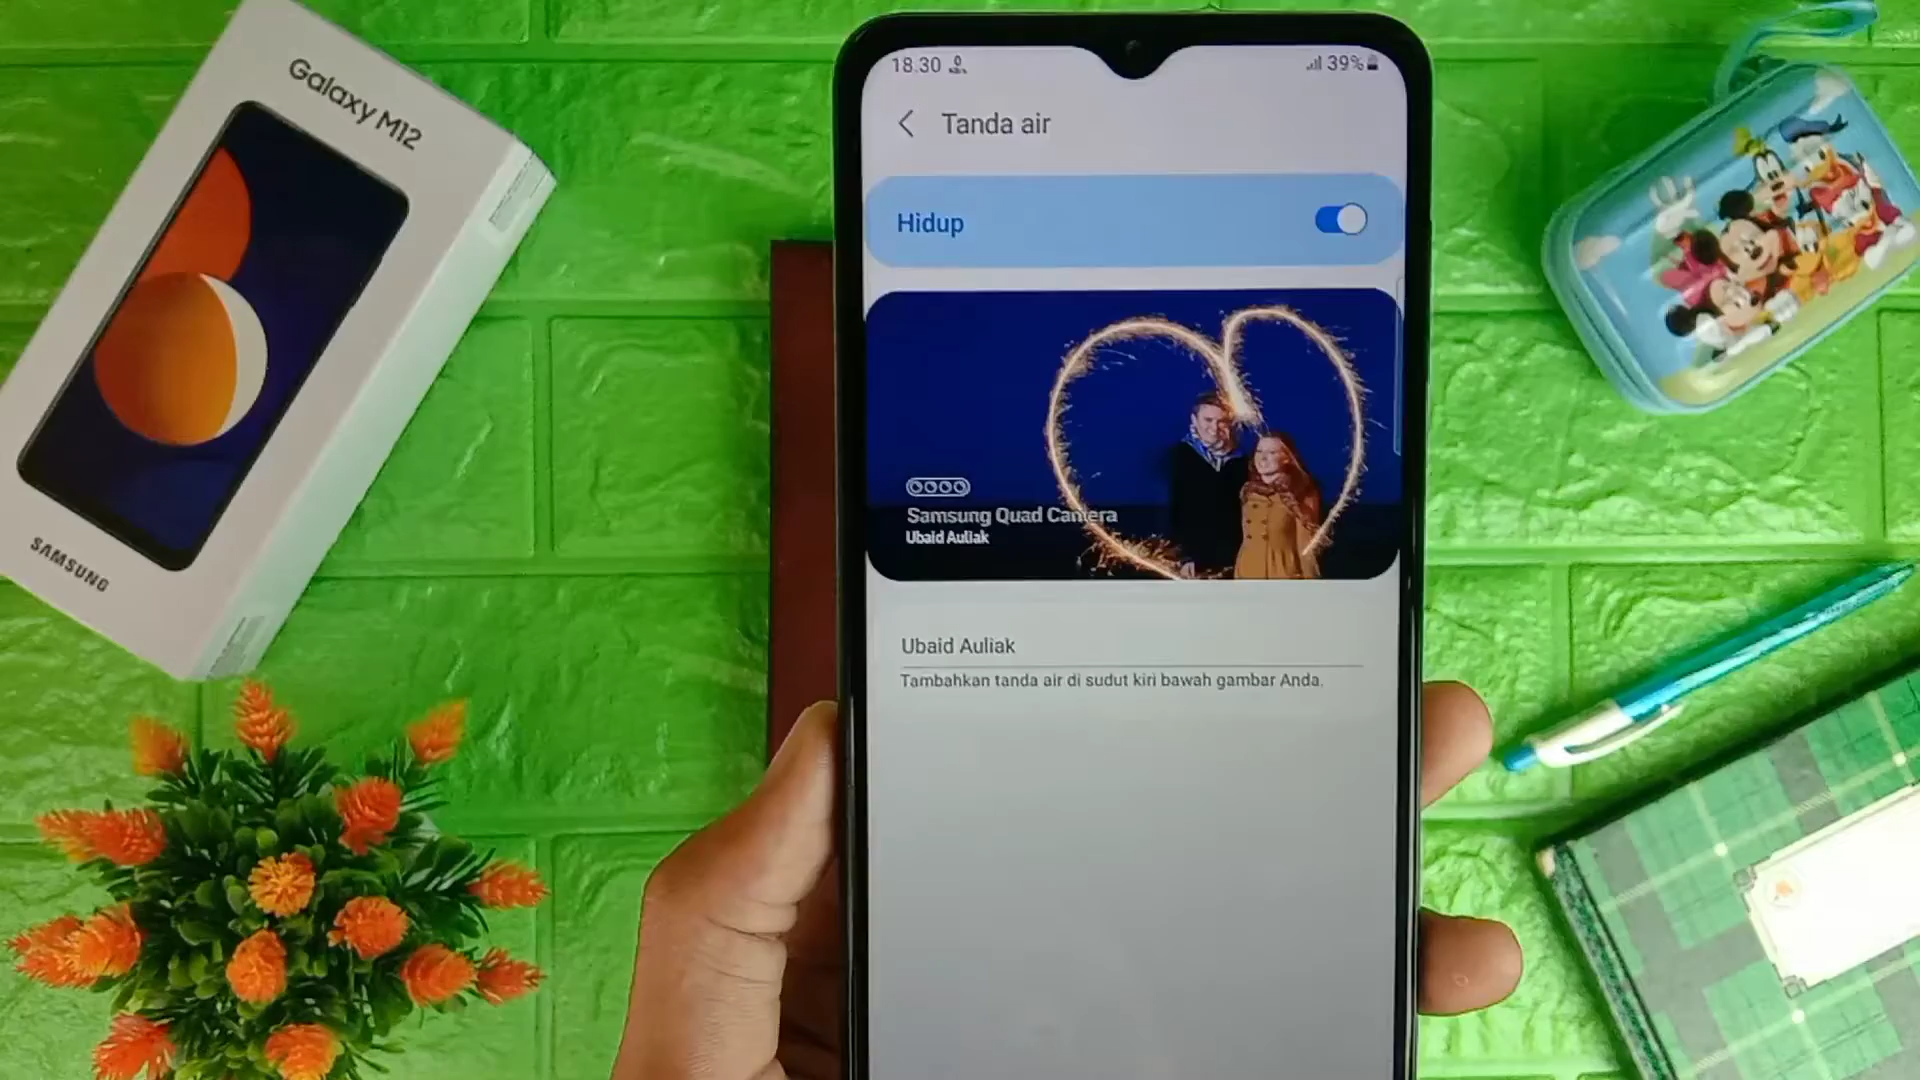 Galaxy M12
SAMSUNG
18.30
39%
Tanda air
Hidup
Samsung Quad Camera
Ubaid Auliak
Ubaid Auliak
Tambahkan tanda air di sudut kiri bawah gambar Anda.